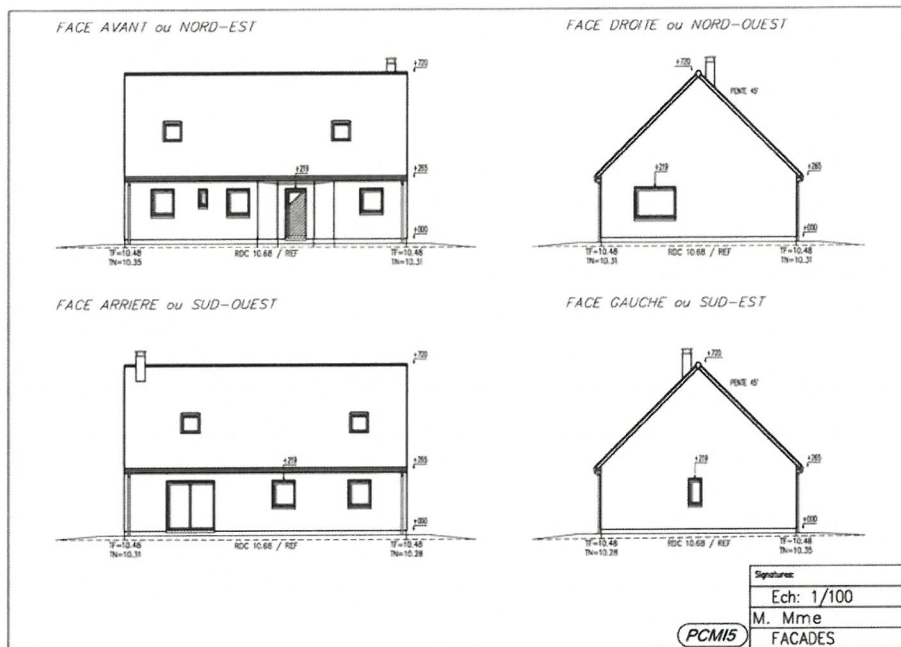 FACE AVANT ou NORD-EST
FACE DROITE ou NORD-OUEST
+720
+265
+219
+000
TF=10.48
TN=10.35
RDC 10.68 / REF
TF=10.48
TN=10.31
+720
PENTE 45°
+265
+219
+000
TF=10.48
TN=10.31
RDC 10.68 / REF
TF=10.48
TN=10.31
FACE ARRIERE ou SUD-OUEST
FACE GAUCHE ou SUD-EST
+720
+265
+219
+000
TF=10.48
TN=10.31
RDC 10.68 / REF
TF=10.48
TN=10.28
+720
PENTE 45°
+265
+219
+000
TF=10.48
TN=10.28
RDC 10.68 / REF
TF=10.48
TN=10.35
Signatures:
Ech: 1/100
M. Mme
PCMI5
FACADES